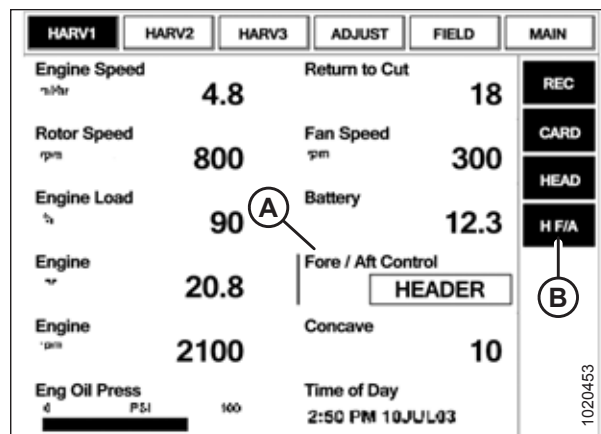 HARV1 HARV2 HARV3 ADJUST FIELD MAIN
Engine Speed Return to Cut REC
4.8 18
Rotor Speed Fan Speed CARD
rpm
800 300
HEAD
Engine Load Battery
A
90 12.3 H F/A
Engine Fore / Aft Control
20.8 HEADER B
Engine Concave
2100 10
Eng Oil Press Time of Day
PSI 100
2:50 PM 10JUL03
1020453